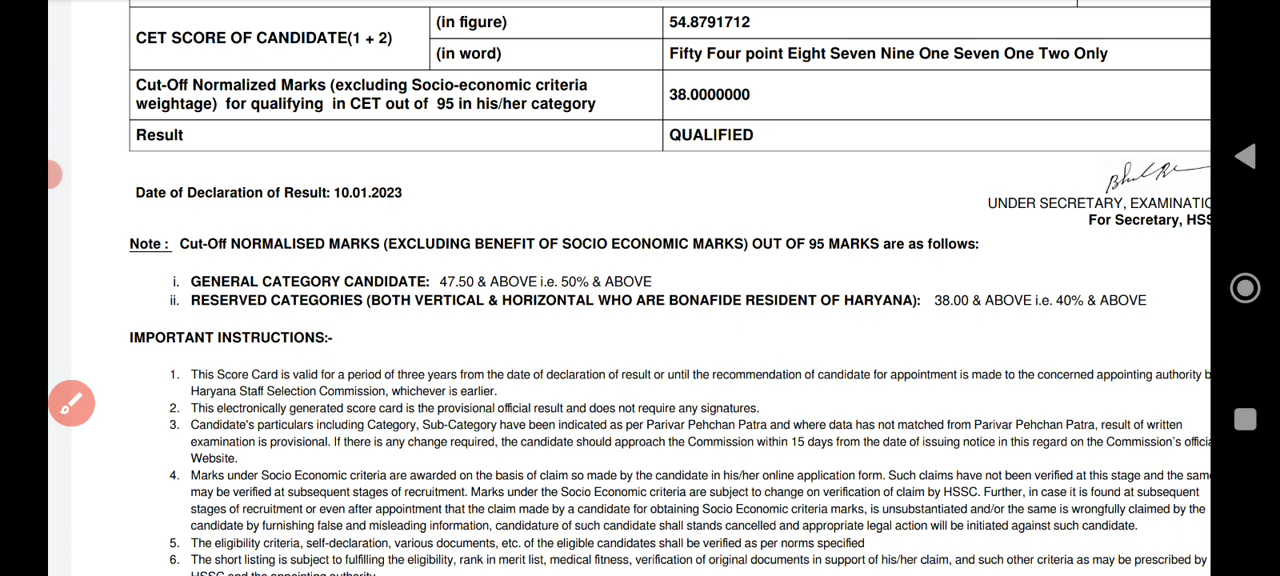 CET SCORE OF CANDIDATE(1 + 2)
(in figure)
54.8791712
(in word)
Fifty Four point Eight Seven Nine One Seven One Two Only
Cut-Off Normalized Marks (excluding Socio-economic criteria
weightage) for qualifying in CET out of 95 in his/her category
38.0000000
Result
QUALIFIED
Date of Declaration of Result: 10.01.2023
UNDER SECRETARY, EXAMINATIO
For Secretary, HSS
Note : Cut-Off NORMALISED MARKS (EXCLUDING BENEFIT OF SOCIO ECONOMIC MARKS) OUT OF 95 MARKS are as follows:
i. GENERAL CATEGORY CANDIDATE: 47.50 & ABOVE i.e. 50% & ABOVE
ii. RESERVED CATEGORIES (BOTH VERTICAL & HORIZONTAL WHO ARE BONAFIDE RESIDENT OF HARYANA): 38.00 & ABOVE i.e. 40% & ABOVE
IMPORTANT INSTRUCTIONS:-
1. This Score Card is valid for a period of three years from the date of declaration of result or until the recommendation of candidate for appointment is made to the concerned appointing authority b
Haryana Staff Selection Commission, whichever is earlier.
2. This electronically generated score card is the provisional official result and does not require any signatures.
3. Candidate's particulars including Category, Sub-Category have been indicated as per Parivar Pehchan Patra and where data has not matched from Parivar Pehchan Patra, result of written
examination is provisional. If there is any change required, the candidate should approach the Commission within 15 days from the date of issuing notice in this regard on the Commission's officia
Website.
4. Marks under Socio Economic criteria are awarded on the basis of claim so made by the candidate in his/her online application form. Such claims have not been verified at this stage and the same
may be verified at subsequent stages of recruitment. Marks under the Socio Economic criteria are subject to change on verification of claim by HSSC. Further, in case it is found at subsequent
stages of recruitment or even after appointment that the claim made by a candidate for obtaining Socio Economic criteria marks, is unsubstantiated and/or the same is wrongfully claimed by the
candidate by furnishing false and misleading information, candidature of such candidate shall stands cancelled and appropriate legal action will be initiated against such candidate.
5. The eligibility criteria, self-declaration, various documents, etc. of the eligible candidates shall be verified as per norms specified
6. The short listing is subject to fulfilling the eligibility, rank in merit list, medical fitness, verification of original documents in support of his/her claim, and such other criteria as may be prescribed by
HSSC and the appointing authority.